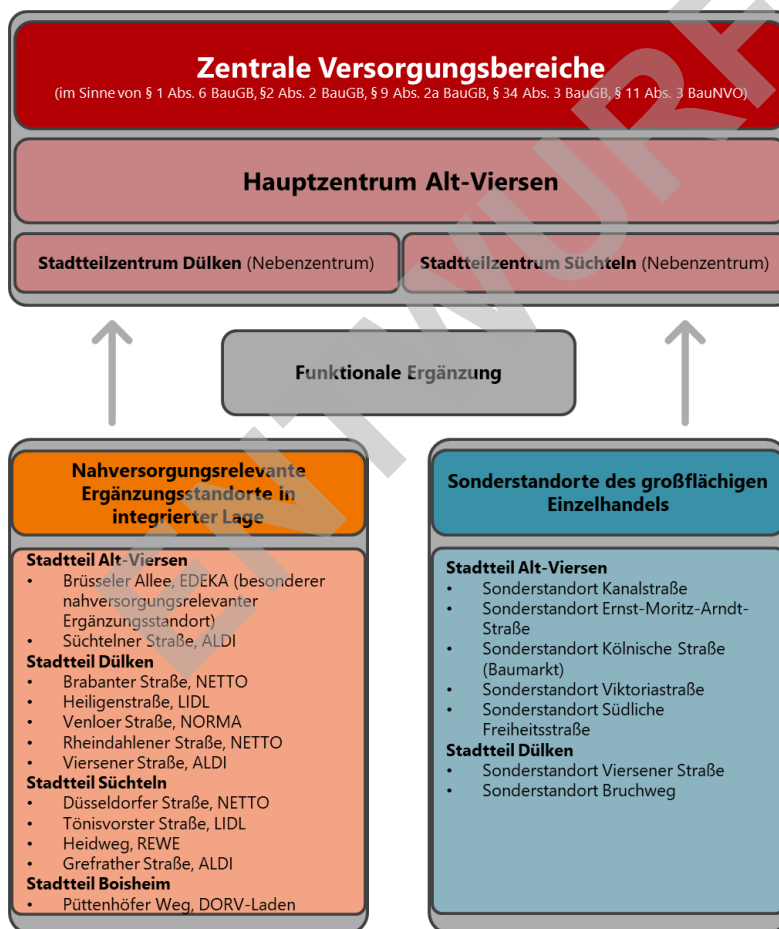 Zentrale Versorgungsbereiche
(im Sinne von § 1 Abs. 6 BauGB, §2 Abs. 2 BauGB, § 9 Abs. 2a BauGB, § 34 Abs. 3 BauGB, § 11 Abs. 3 BauNVO)
Hauptzentrum Alt-Viersen
Stadtteilzentrum Dülken (Nebenzentrum)
Stadtteilzentrum Süchteln (Nebenzentrum)
Funktionale Ergänzung
Nahversorgungsrelevante
Ergänzungsstandorte in
integrierter Lage
Stadtteil Alt-Viersen
• Brüsseler Allee, EDEKA (besonderer
nahversorgungsrelevanter
Ergänzungsstandort)
• Süchtelner Straße, ALDI
Stadtteil Dülken
• Brabanter Straße, NETTO
• Heiligenstraße, LIDL
• Venloer Straße, NORMA
• Rheindahlener Straße, NETTO
• Viersener Straße, ALDI
Stadtteil Süchteln
• Düsseldorfer Straße, NETTO
• Tönisvorster Straße, LIDL
• Heidweg, REWE
• Grefrather Straße, ALDI
Stadtteil Boisheim
• Püttenhöfer Weg, DORV-Laden
Sonderstandorte des großflächigen
Einzelhandels
Stadtteil Alt-Viersen
• Sonderstandort Kanalstraße
• Sonderstandort Ernst-Moritz-Arndt-
Straße
• Sonderstandort Kölnische Straße
(Baumarkt)
• Sonderstandort Viktoriastraße
• Sonderstandort Südliche
Freiheitsstraße
Stadtteil Dülken
• Sonderstandort Viersener Straße
• Sonderstandort Bruchweg
ENTWURF